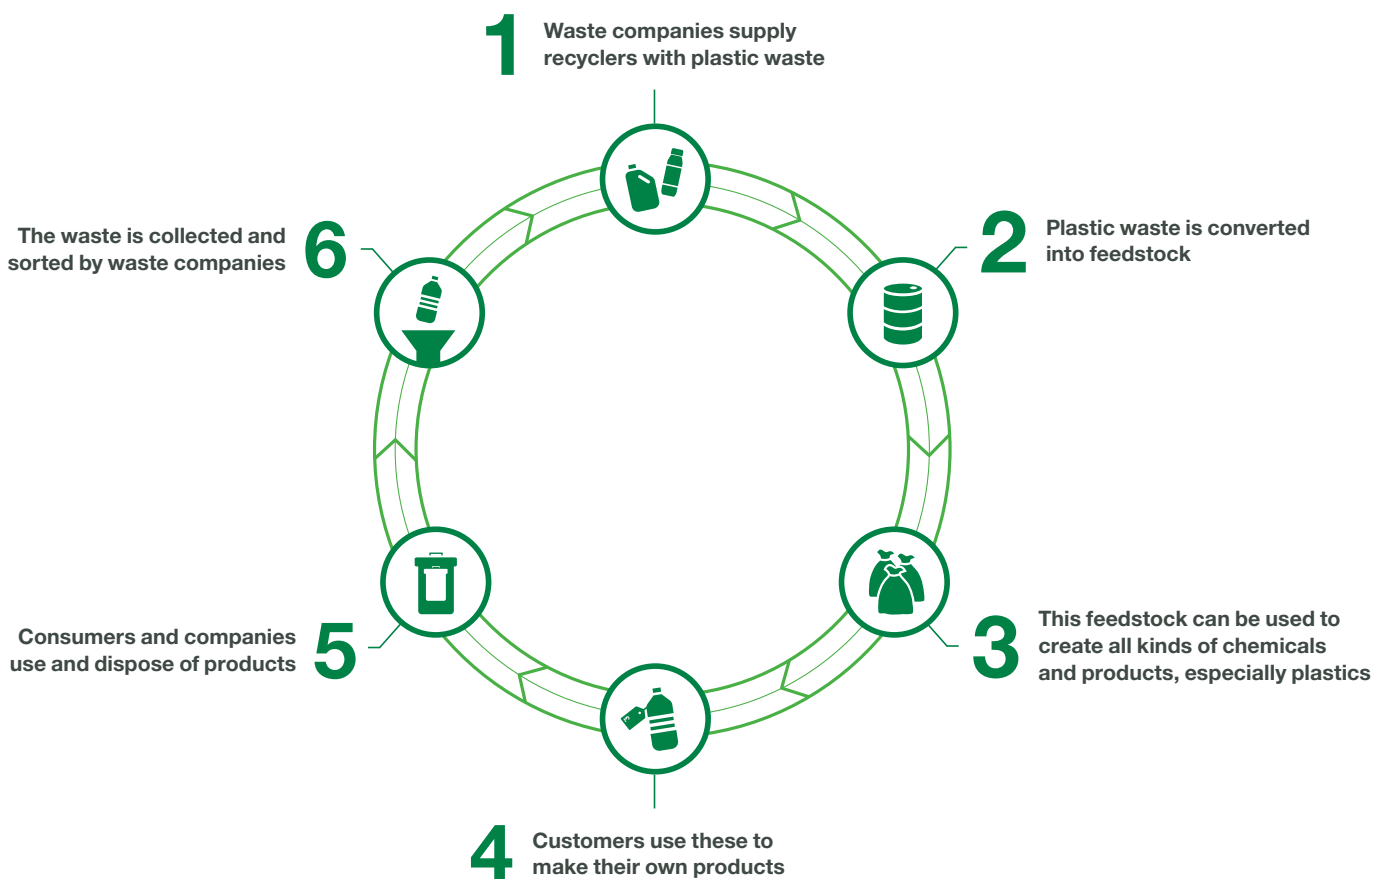 1
Waste companies supply
recyclers with plastic waste
2
Plastic waste is converted
into feedstock
3
This feedstock can be used to
create all kinds of chemicals
and products, especially plastics
4
Customers use these to
make their own products
5
Consumers and companies
use and dispose of products
6
The waste is collected and
sorted by waste companies